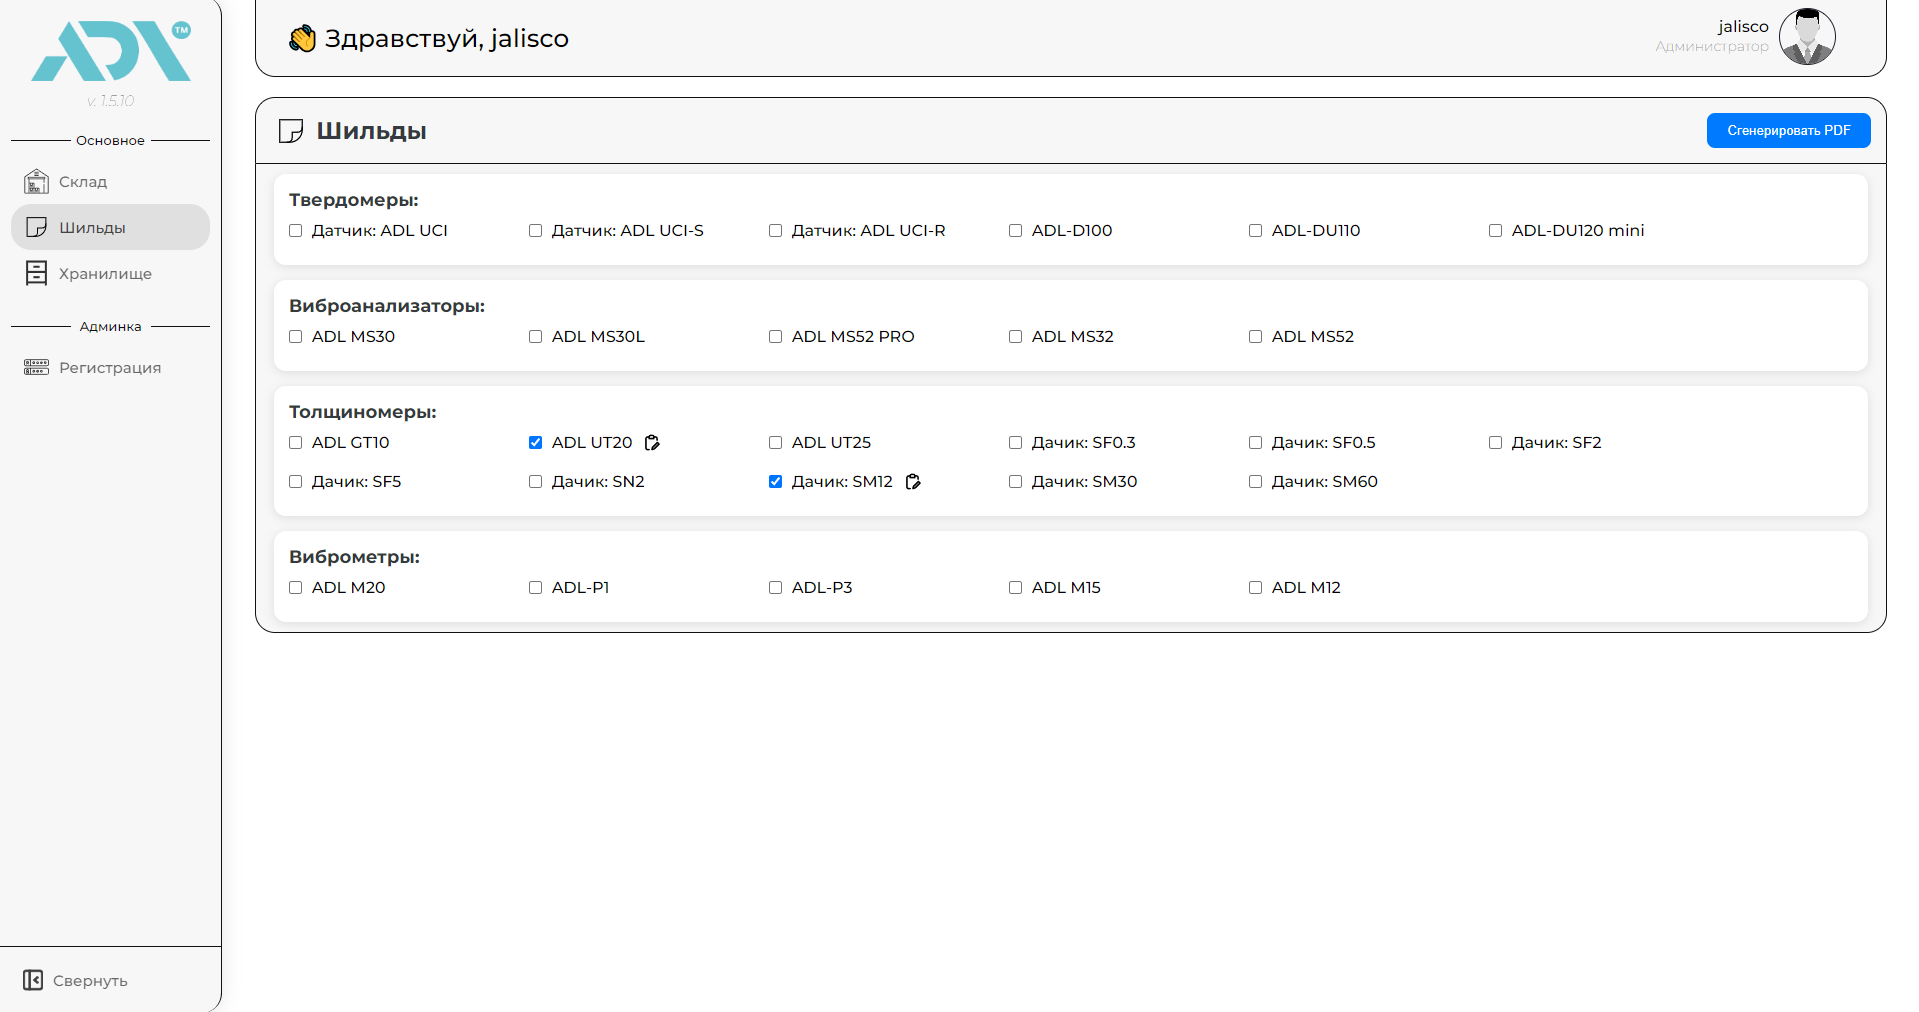 ADX TM
v. 1.5.10
Основное
Склад
Шильды
Хранилище
Админка
Регистрация
Свернуть
Здравствуй, jalisco
jalisco
Администратор
Шильды
Сгенерировать PDF
Твердомеры:
Датчик: ADL UCI
Датчик: ADL UCI-S
Датчик: ADL UCI-R
ADL-D100
ADL-DU110
ADL-DU120 mini
Виброанализаторы:
ADL MS30
ADL MS30L
ADL MS52 PRO
ADL MS32
ADL MS52
Толщиномеры:
ADL GT10
ADL UT20
ADL UT25
Дачик: SF0.3
Дачик: SF0.5
Дачик: SF2
Дачик: SF5
Дачик: SN2
Дачик: SM12
Дачик: SM30
Дачик: SM60
Виброметры:
ADL M20
ADL-P1
ADL-P3
ADL M15
ADL M12